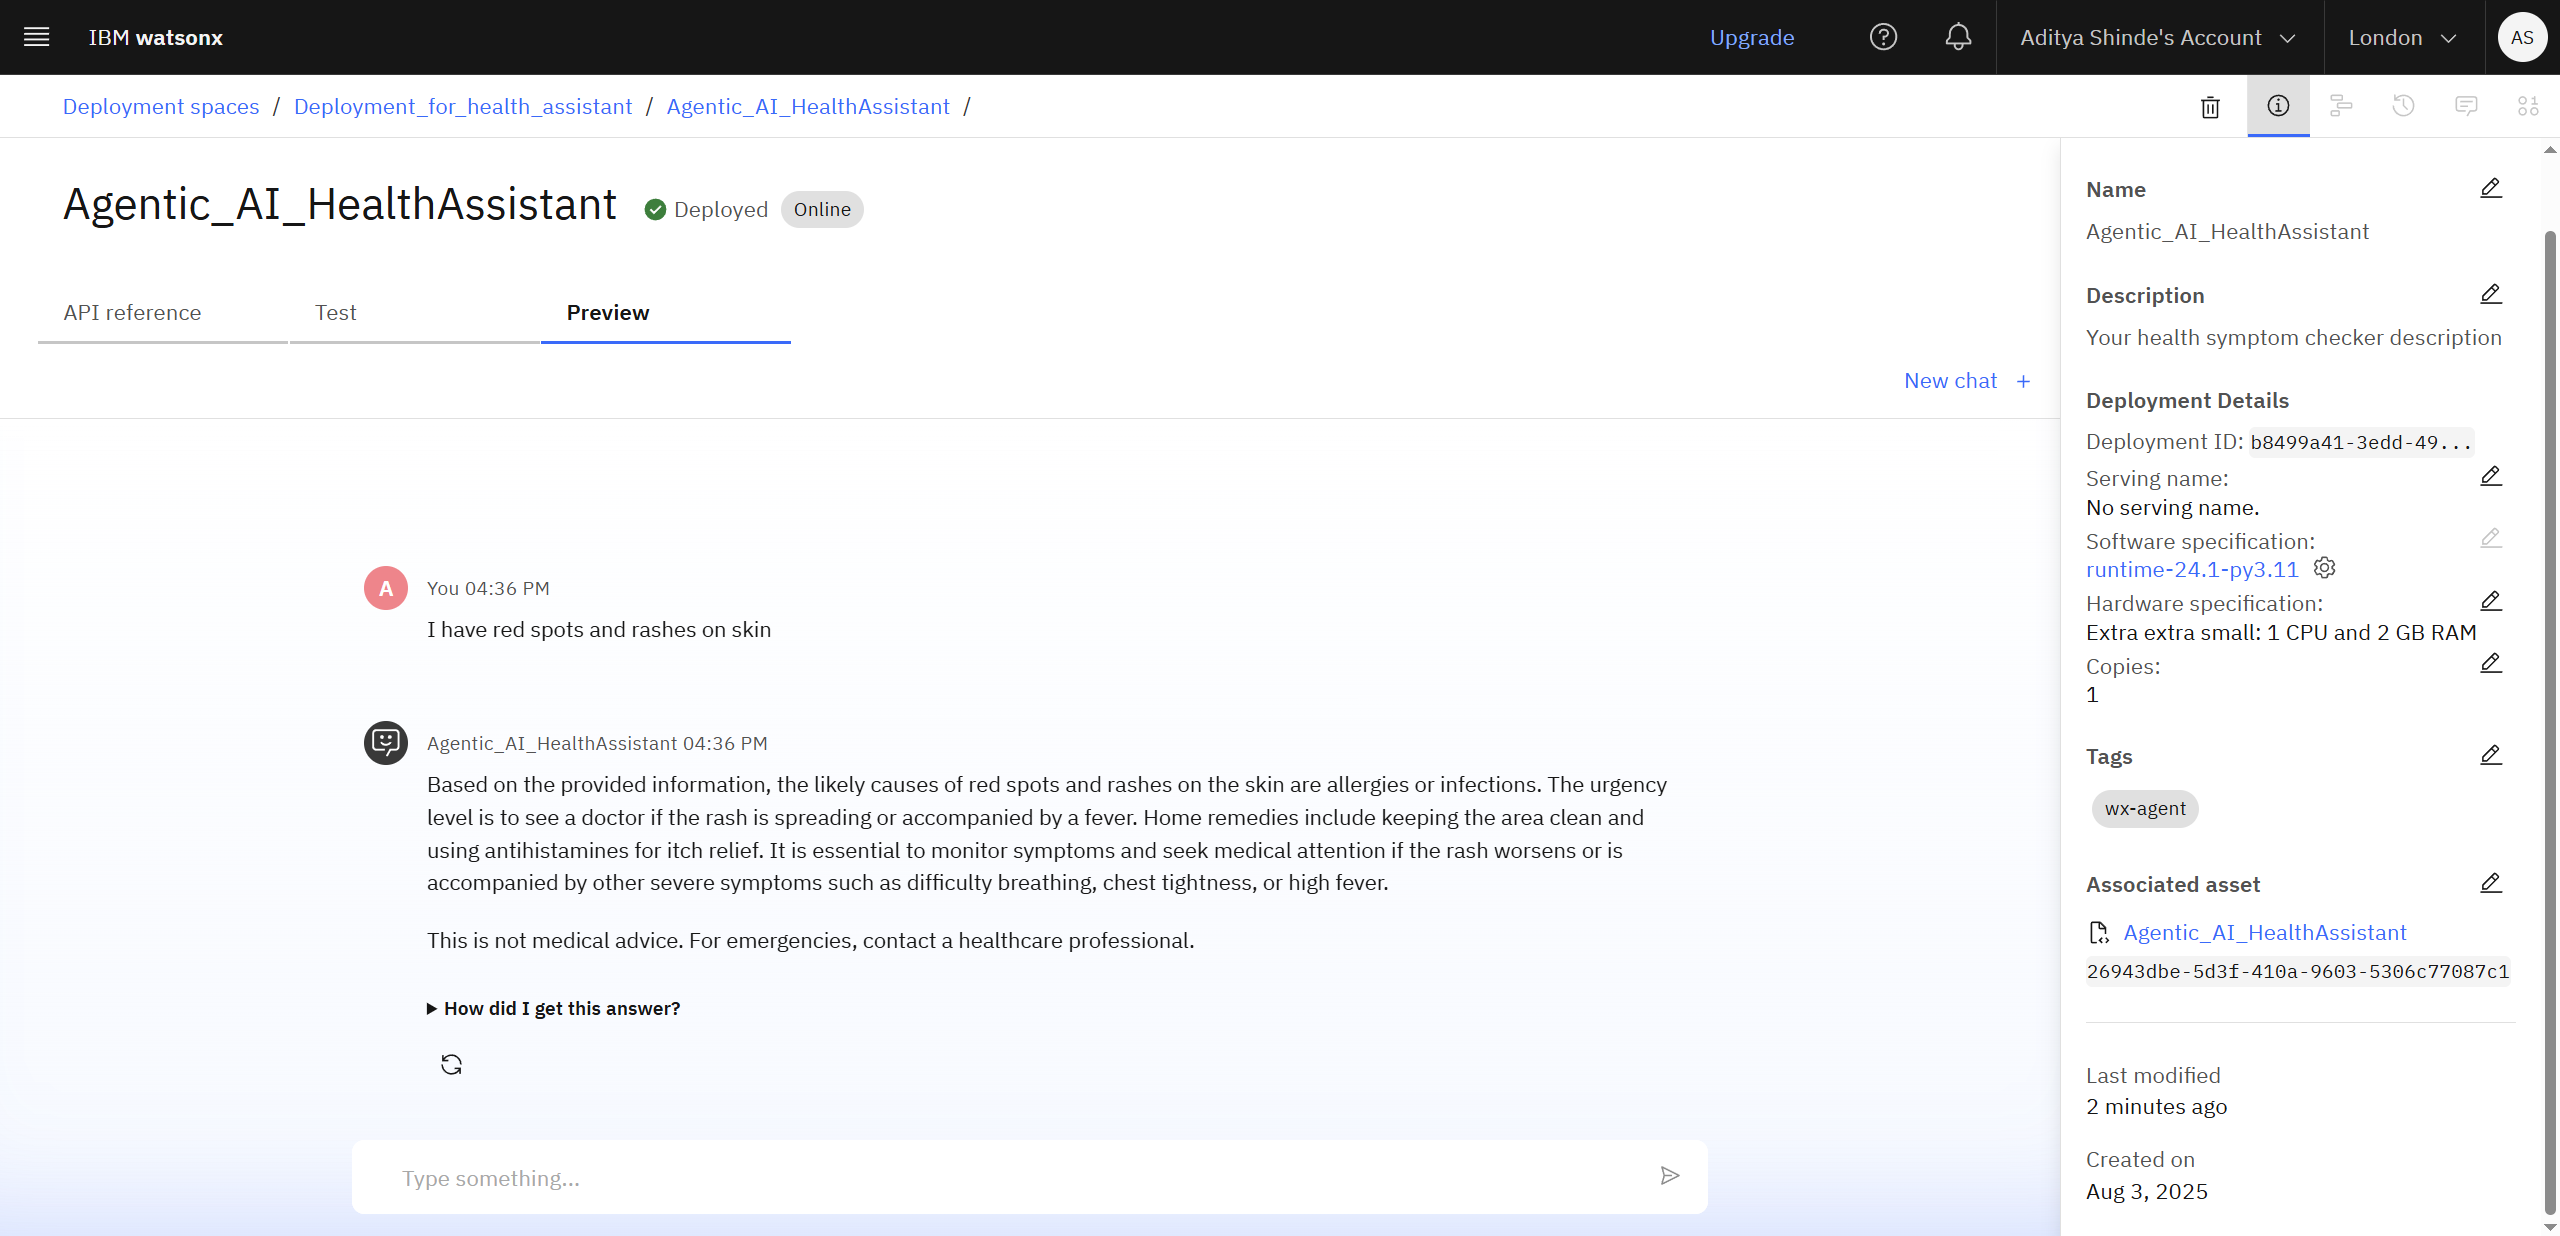 IBM watsonx
Upgrade
Aditya Shinde's Account
London
AS
Deployment spaces / Deployment_for_health_assistant / Agentic_AI_HealthAssistant /
Agentic_AI_HealthAssistant
Deployed
Online
API reference
Test
Preview
New chat +
A
You 04:36 PM
I have red spots and rashes on skin
Agentic_AI_HealthAssistant 04:36 PM
Based on the provided information, the likely causes of red spots and rashes on the skin are allergies or infections. The urgency
level is to see a doctor if the rash is spreading or accompanied by a fever. Home remedies include keeping the area clean and
using antihistamines for itch relief. It is essential to monitor symptoms and seek medical attention if the rash worsens or is
accompanied by other severe symptoms such as difficulty breathing, chest tightness, or high fever.
This is not medical advice. For emergencies, contact a healthcare professional.
How did I get this answer?
Type something...
Name
Agentic_AI_HealthAssistant
Description
Your health symptom checker description
Deployment Details
Deployment ID: b8499a41-3edd-49...
Serving name:
No serving name.
Software specification:
runtime-24.1-py3.11
Hardware specification:
Extra extra small: 1 CPU and 2 GB RAM
Copies:
1
Tags
wx-agent
Associated asset
Agentic_AI_HealthAssistant
26943dbe-5d3f-410a-9603-5306c77087c1
Last modified
2 minutes ago
Created on
Aug 3, 2025